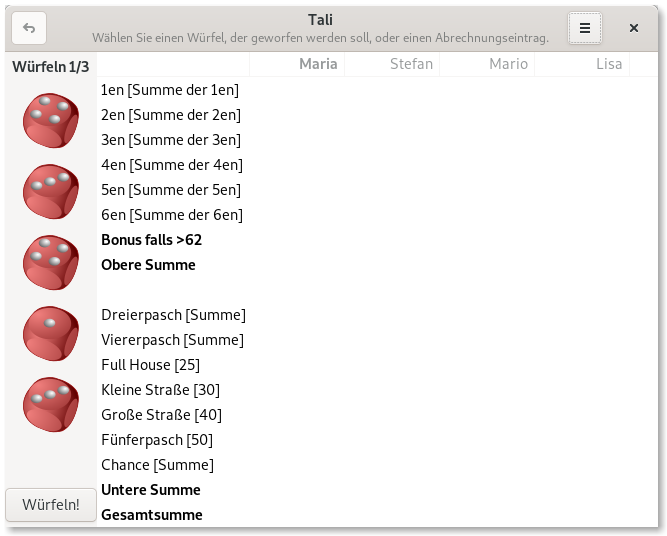 Tali
Wählen Sie einen Würfel, der geworfen werden soll, oder einen Abrechnungseintrag.
Würfeln 1/3
Maria Stefan Mario Lisa
1en [Summe der 1en]
2en [Summe der 2en]
3en [Summe der 3en]
4en [Summe der 4en]
5en [Summe der 5en]
6en [Summe der 6en]
Bonus falls >62
Obere Summe
Dreierpasch [Summe]
Viererpasch [Summe]
Full House [25]
Kleine Straße [30]
Große Straße [40]
Fünferpasch [50]
Chance [Summe]
Untere Summe
Gesamtsumme
Würfeln!